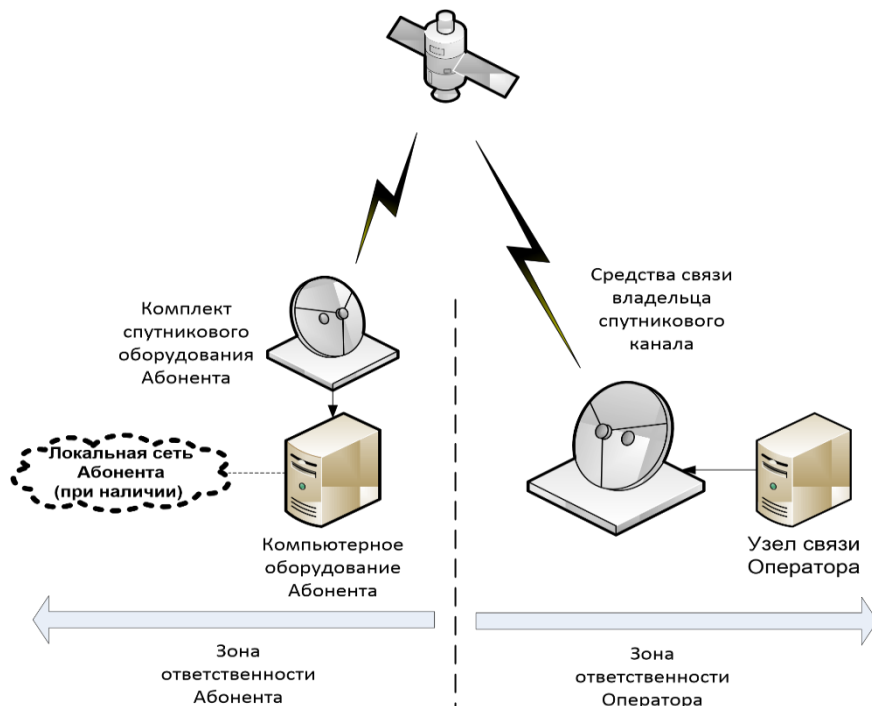 Средства связи
владельца
спутникового
канала
Комплект
спутникового
оборудования
Абонента
Локальная сеть
Абонента
(при наличии)
Компьютерное
оборудование
Абонента
Узел связи
Оператора
Зона
ответственности
Абонента
Зона
ответственности
Оператора